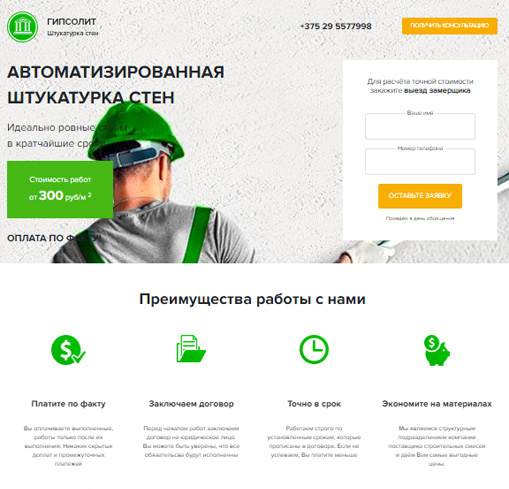 ГИПСОЛИТ
Штукатурка стен
+375 29 5577998
ПОЛУЧИТЬ КОНСУЛЬТАЦИЮ
АВТОМАТИЗИРОВАННАЯ
ШТУКАТУРКА СТЕН
Идеально ровные стены
в кратчайшие сроки
Стоимость работ
от 300 руб/м 2
ОПЛАТА ПО ФАКТУ
Для расчёта точной стоимости
закажите выезд замерщика
Ваше имя
Номер телефона
ОСТАВЬТЕ ЗАЯВКУ
Приедем в день обращения
Преимущества работы с нами
Платите по факту
Вы оплачиваете выполненные,
работы только после их
выполнения. Никаких скрытых
доплат и промежуточных
платежей
Заключаем договор
Перед началом работ заключаем
договор на юридическое лицо.
Вы можете быть уверены, что все
обязательсва будут исполнены
Точно в срок
Работаем строго по
установленным срокам, которые
прописаны в договоре. Если не
успеваем, Вы платите меньше
Экономите на материалах
Мы являемся структурным
подразделением компании
поставщика строительных смесей
и даём Вам самые выгодные
цены.